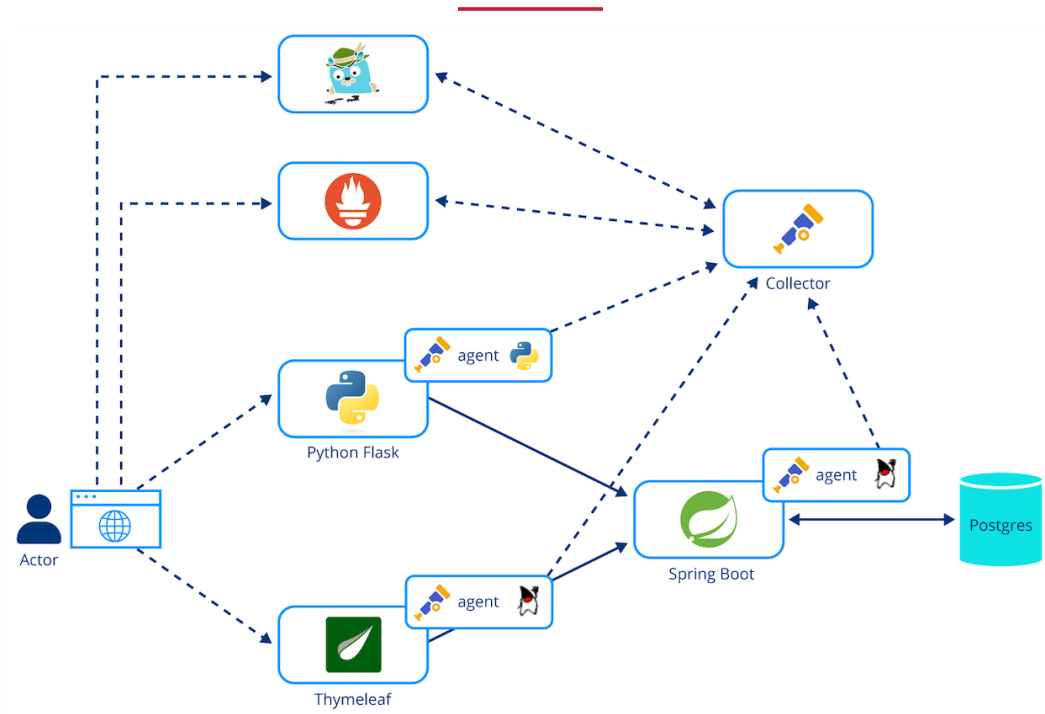 Collector
agent
Python Flask
agent
Postgres
Actor
Spring Boot
agent
Thymeleaf